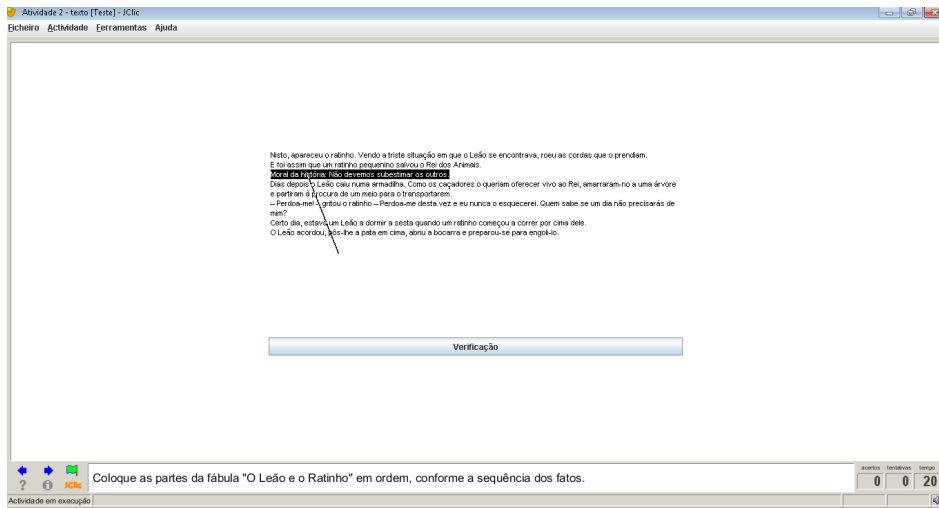 Atividade 2 - texto [Teste] - JClic
Ficheiro Actividade Ferramentas Ajuda
Nisto, apareceu o ratinho. Vendo a triste situação em que o Leão se encontrava, roeu as cordas que o prendiam.
E foi assim que um ratinho pequenino salvou o Rei dos Animais.
Moral da história: Não devemos subestimar os outros.
Dias depois o Leão caiu numa armadilha. Como os caçadores o queriam oferecer vivo ao Rei, amarraram-no a uma árvore
e partiram à procura de um meio para o transportarem.
– Perdoa-me! - gritou o ratinho – Perdoa-me desta vez e eu nunca o esquecerei. Quem sabe se um dia não precisarás de
mim?
Certo dia, estava um Leão a dormir a sesta quando um ratinho começou a correr por cima dele.
O Leão acordou, pôs-lhe a pata em cima, abriu a bocarra e preparou-se para engoli-lo.
Verificação
Coloque as partes da fábula "O Leão e o Ratinho" em ordem, conforme a sequência dos fatos.
acertos tentativas tempo
0 0 20
JClic
Actividade em execução